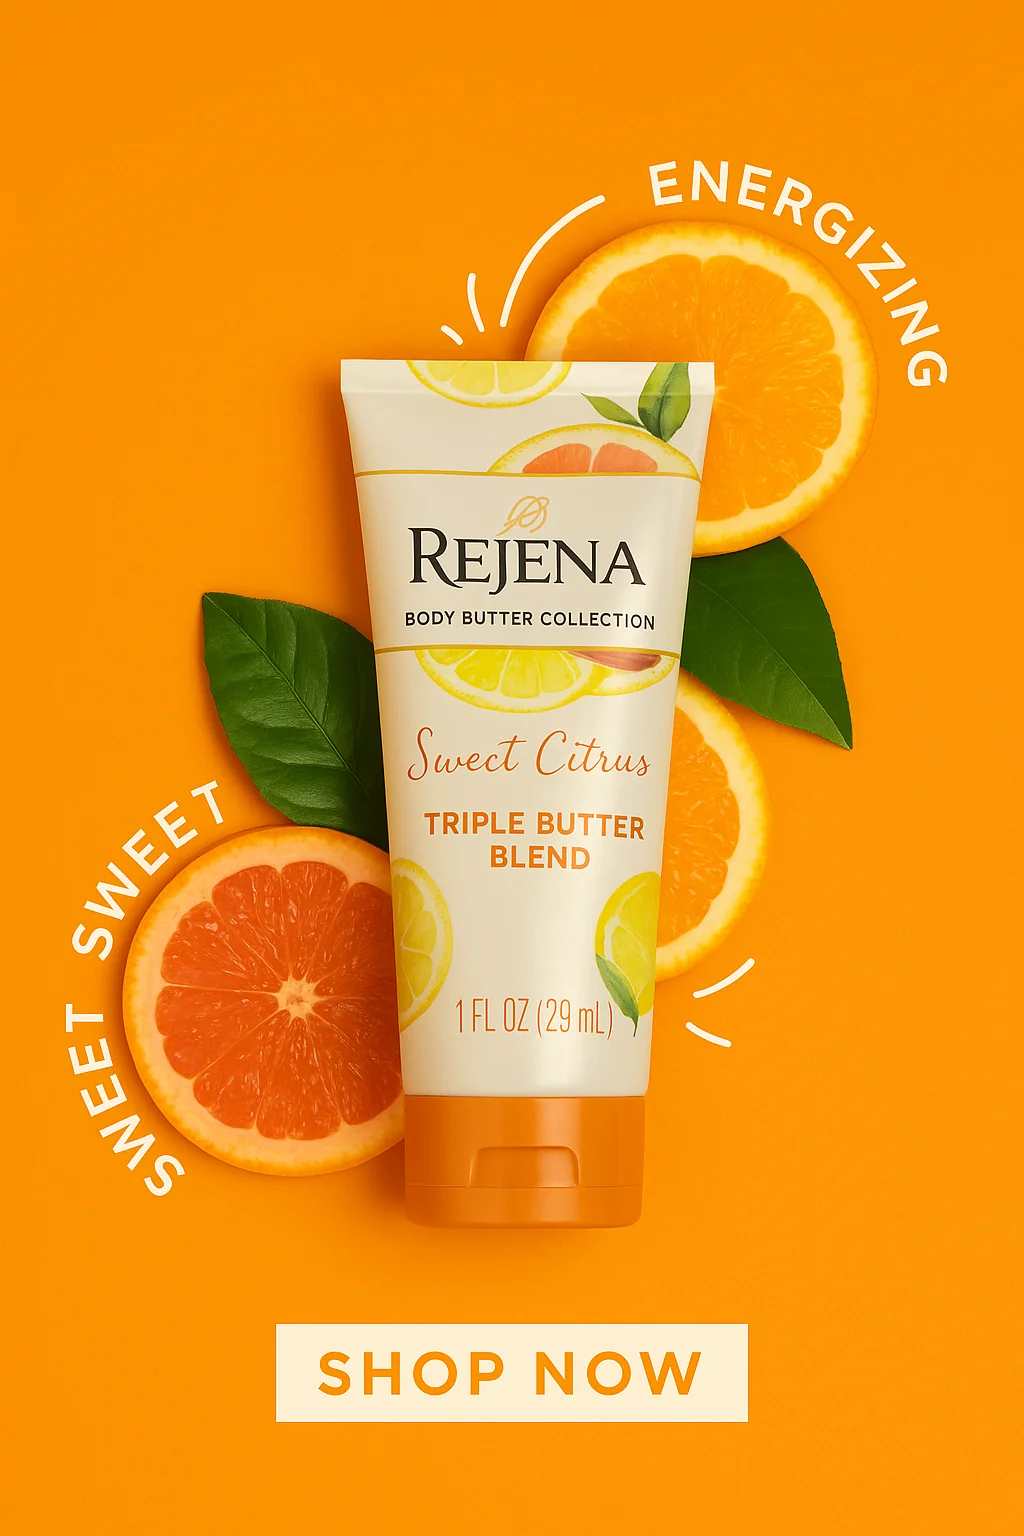 ENERGIZING
REJENA
BODY BUTTER COLLECTION
Sweet Citrus
TRIPLE BUTTER
BLEND
SWEET SWEET
1 FL OZ (29 mL)
SHOP NOW